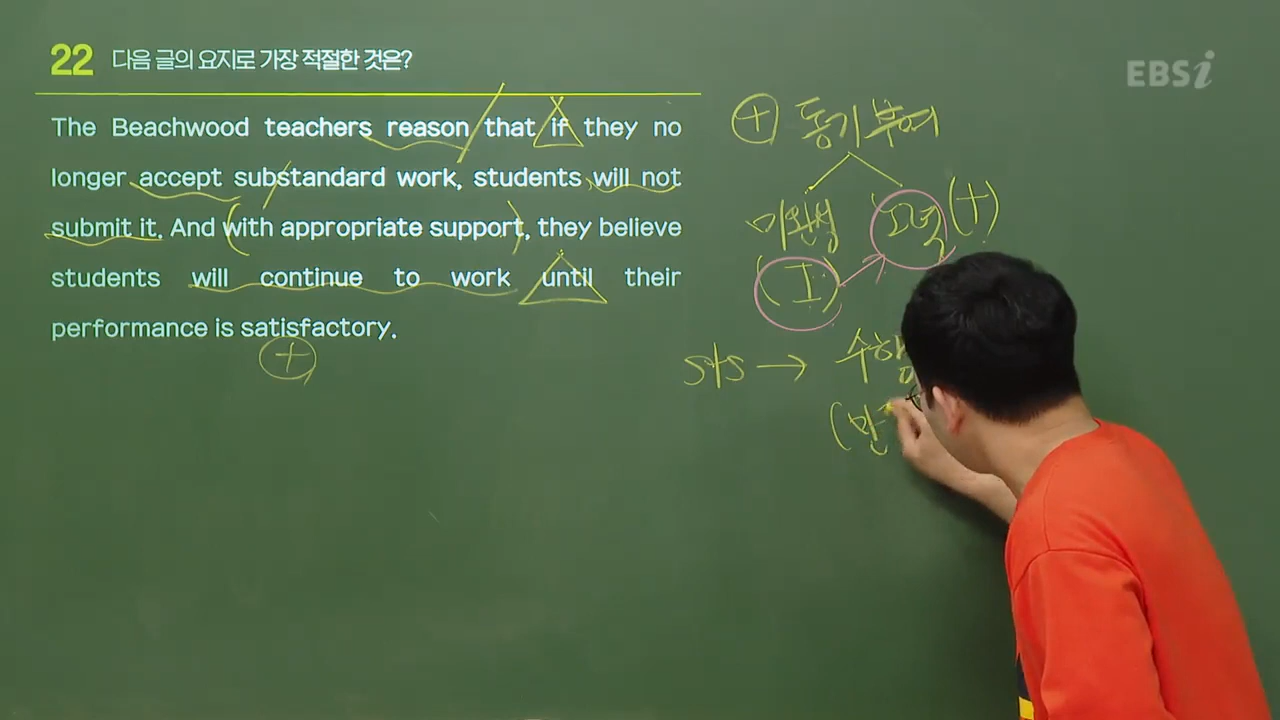 22 다음 글의 요지로 가장 적절한 것은?
EBSi
The Beachwood teachers reason that if they no
longer accept substandard work, students will not
submit it. And with appropriate support, they believe
students will continue to work until their
performance is satisfactory.
+
+ 동기부여
미완성
(+)
(I)
sts → 수행